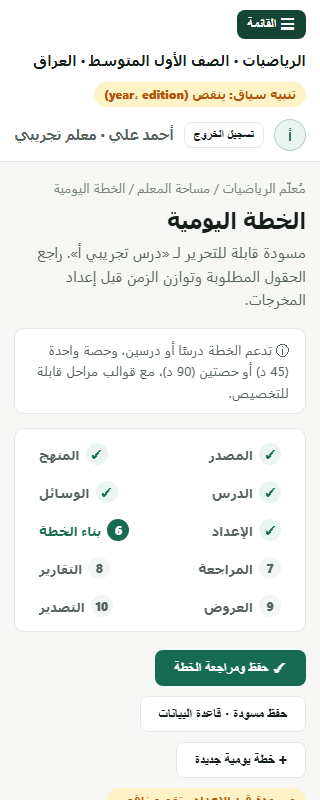 ☰ القائمة
الرياضيات · الصف الأول المتوسط · العراق
تنبيه سياق: ينقص (year، edition)
أ تسجيل الخروج أحمد علي · معلم تجريبي
مُعلّم الرياضيات / مساحة المعلم / الخطة اليومية
الخطة اليومية
مسودة قابلة للتحرير لـ «درس تجريبي أ». راجع
الحقول المطلوبة وتوازن الزمن قبل إعداد
المخرجات.
ⓘ تدعم الخطة درسًا أو درسين، وحصة واحدة
(45 د) أو حصتين (90 د)، مع قوالب مراحل قابلة
للتخصيص.
✓ المصدر ✓ المنهج
✓ الدرس ✓ الوسائل
✓ الإعداد 6 بناء الخطة
7 المراجعة 8 التقارير
9 العروض 10 التصدير
✓ حفظ ومراجعة الخطة
حفظ مسودة · قاعدة البيانات
+ خطة يومية جديدة